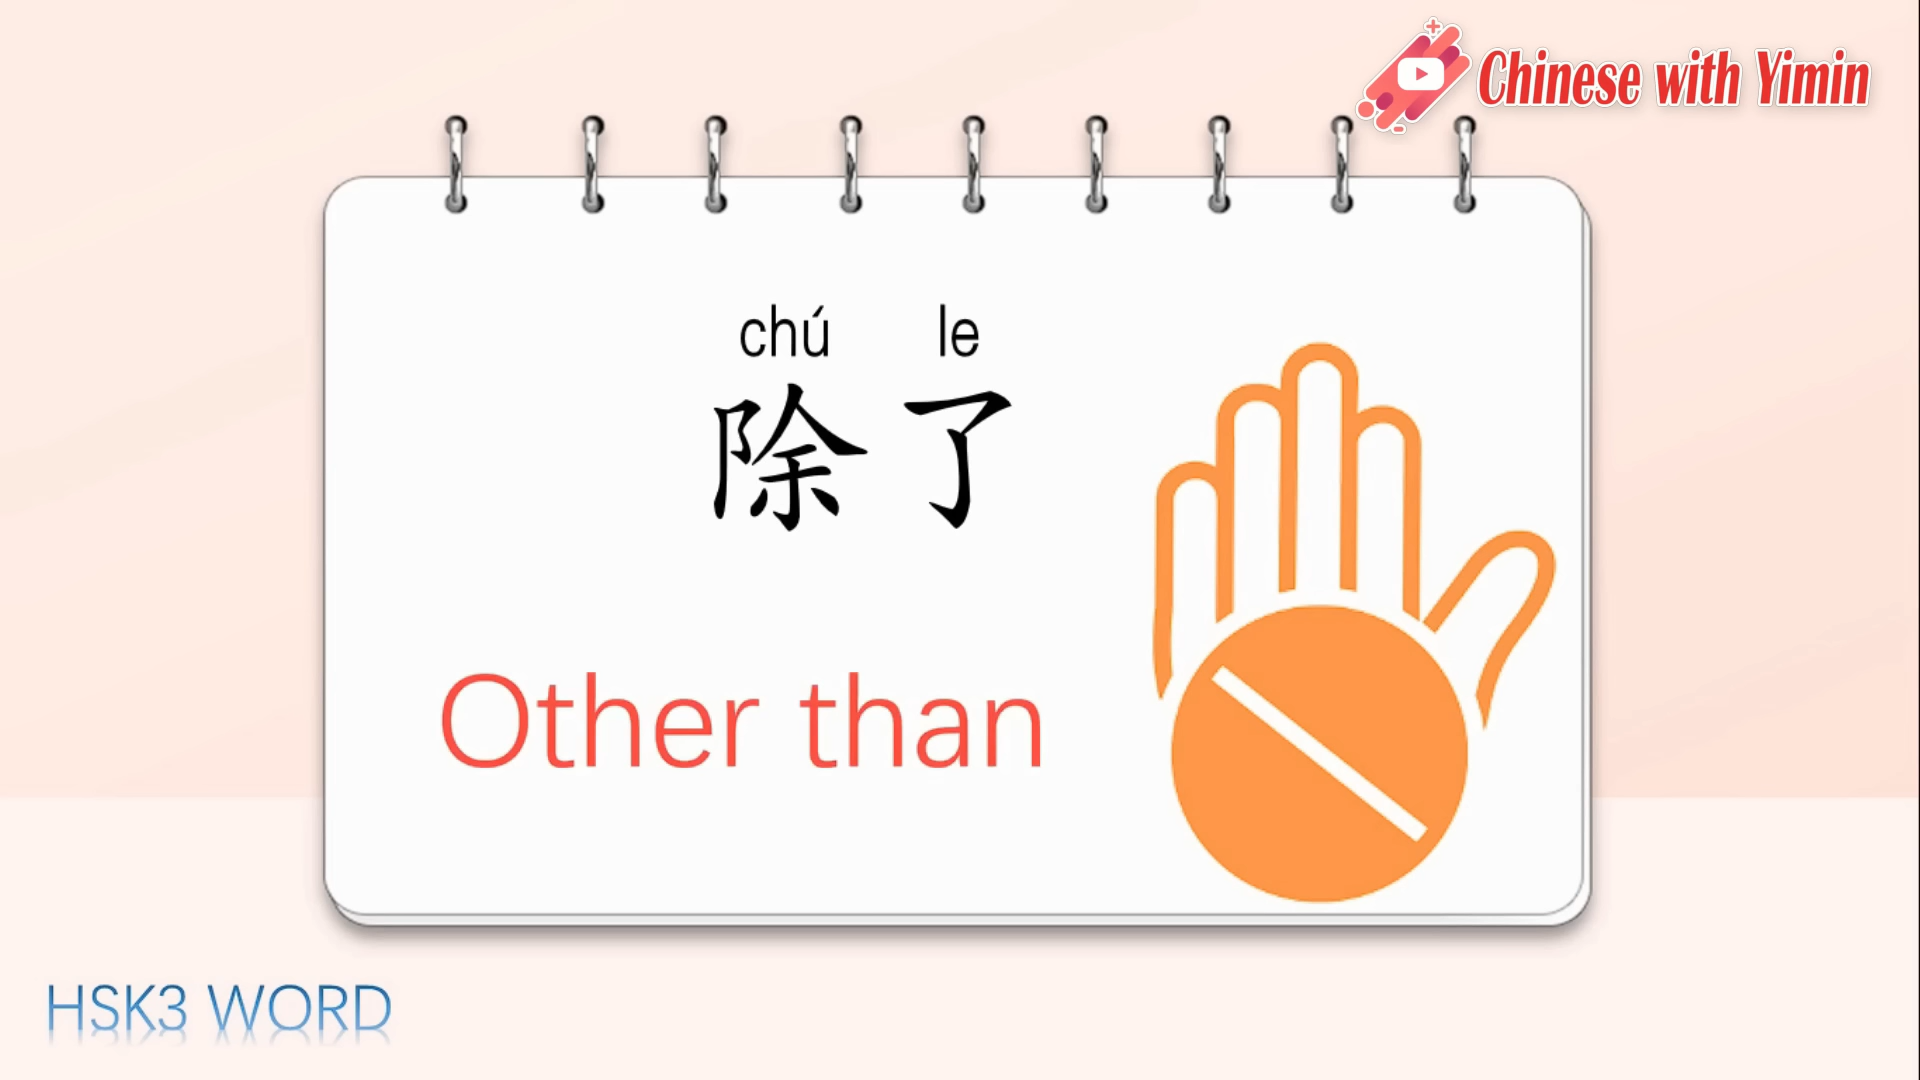 Chinese with Yimin
chú le
除了
Other than
HSK3 WORD